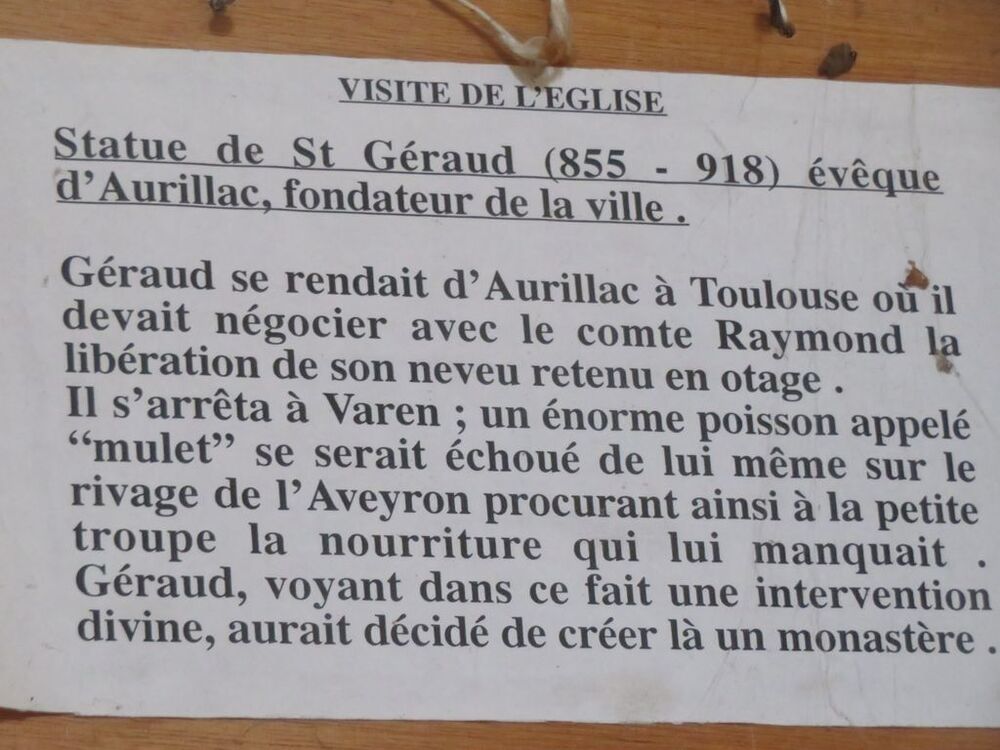 VISITE DE L'EGLISE
Statue de St Géraud (855 - 918) évêque
d'Aurillac, fondateur de la ville .
Géraud se rendait d'Aurillac à Toulouse où il
devait négocier avec le comte Raymond la
libération de son neveu retenu en otage .
Il s'arrêta à Varen ; un énorme poisson appelé
“mulet” se serait échoué de lui même sur le
rivage de l'Aveyron procurant ainsi à la petite
troupe la nourriture qui lui manquait .
Géraud, voyant dans ce fait une intervention
divine, aurait décidé de créer là un monastère .